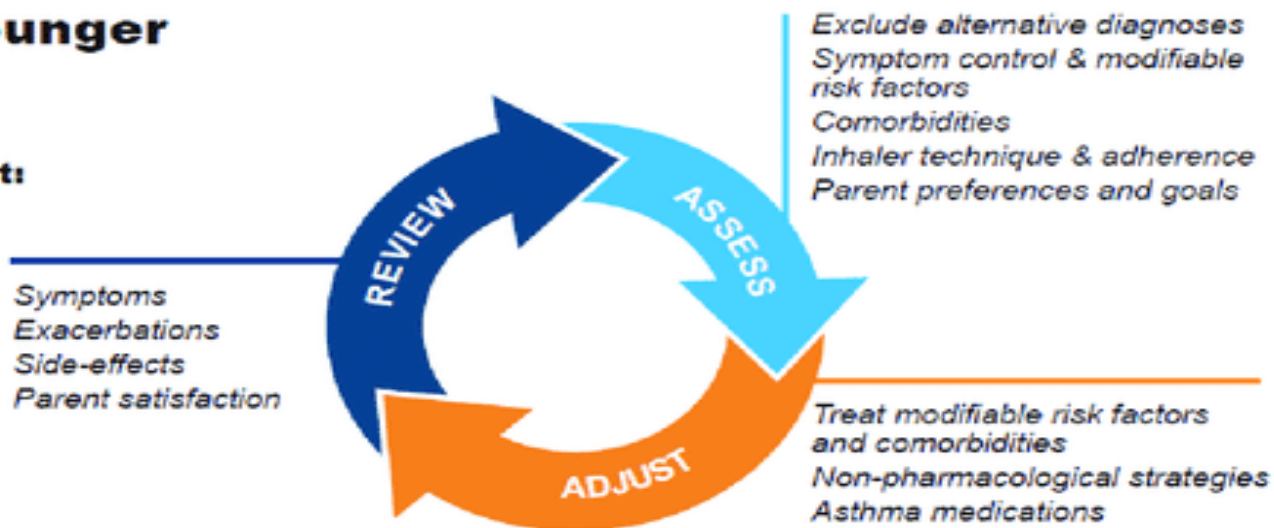 unger
t:
REVIEW
Symptoms
Exacerbations
Side-effects
Parent satisfaction
ASSESS
Exclude alternative diagnoses
Symptom control & modifiable
risk factors
Comorbidities
Inhaler technique & adherence
Parent preferences and goals
ADJUST
Treat modifiable risk factors
and comorbidities
Non-pharmacological strategies
Asthma medications